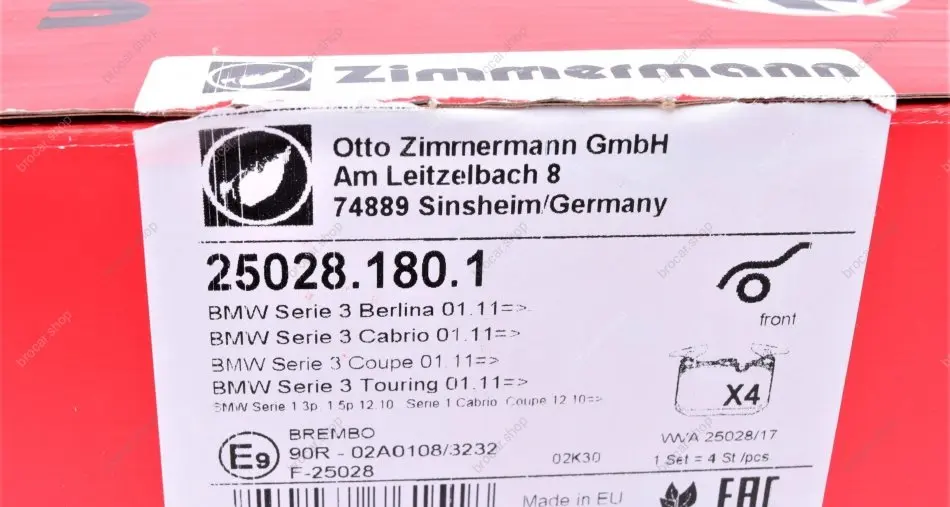 Zimmermann
Otto Zimmermann GmbH
Am Leitzelbach 8
74889 Sinsheim/Germany
25028.180.1
BMW Serie 3 Berlina 01.11=>
BMW Serie 3 Cabrio 01.11=>
BMW Serie 3 Coupe 01.11=>
BMW Serie 3 Touring 01.11=>
BMW Serie 1 3p 1 5p 12.10 Serie 1 Cabrio Coupe 12.10=>
front
X4
BREMBO
E9
90R - 02A0108/3232
F-25028
02K30
WVA 25028/17
1 Set = 4 St./pcs
Made in EU
EAC
brocar.shop